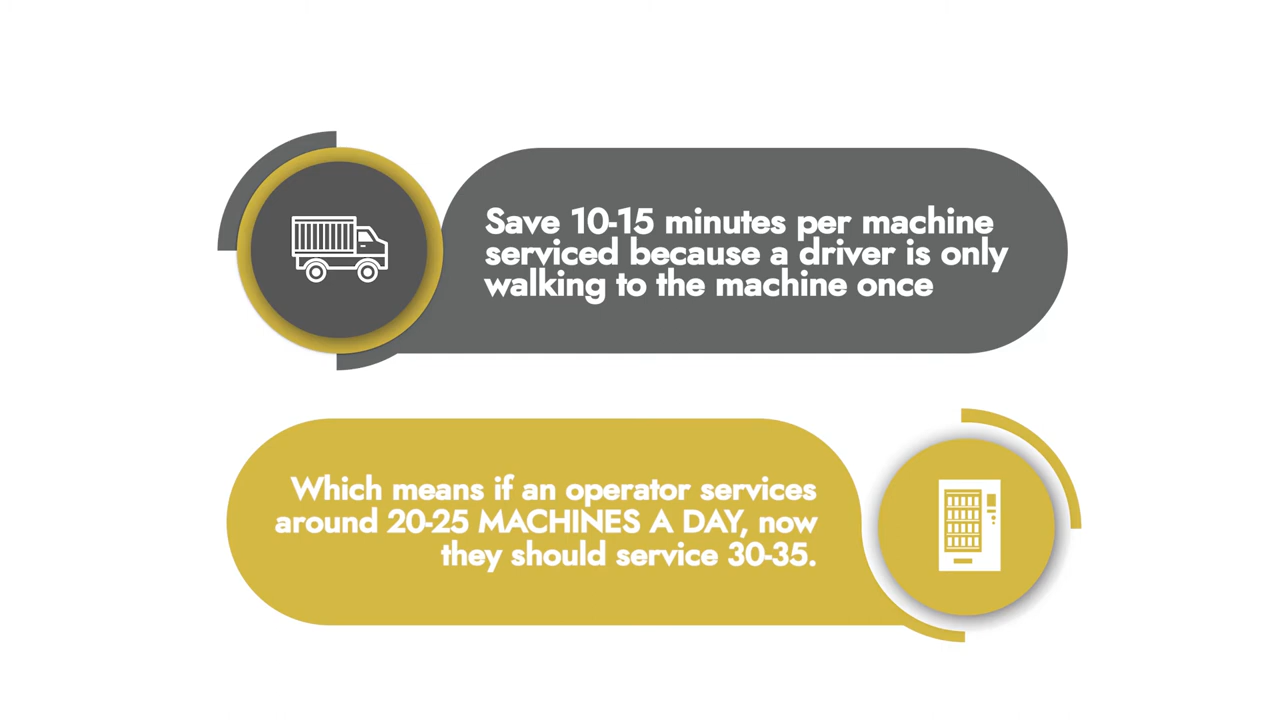 Save 10-15 minutes per machine
serviced because a driver is only
walking to the machine once
Which means if an operator services
around 20-25 MACHINES A DAY, now
they should service 30-35.